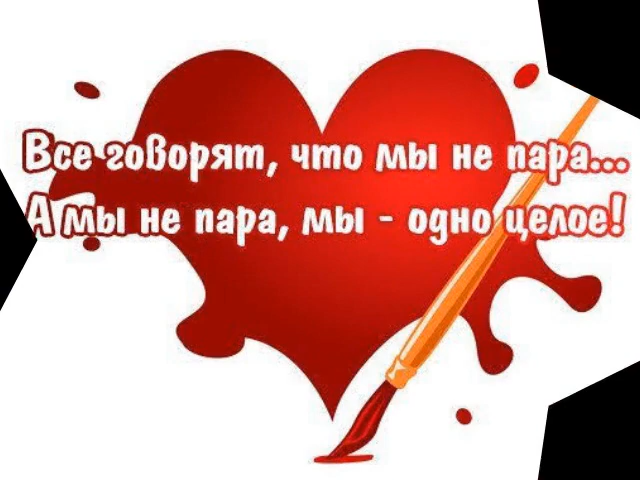 Все говорят, что мы не пара...
А мы не пара, мы - одно целое!